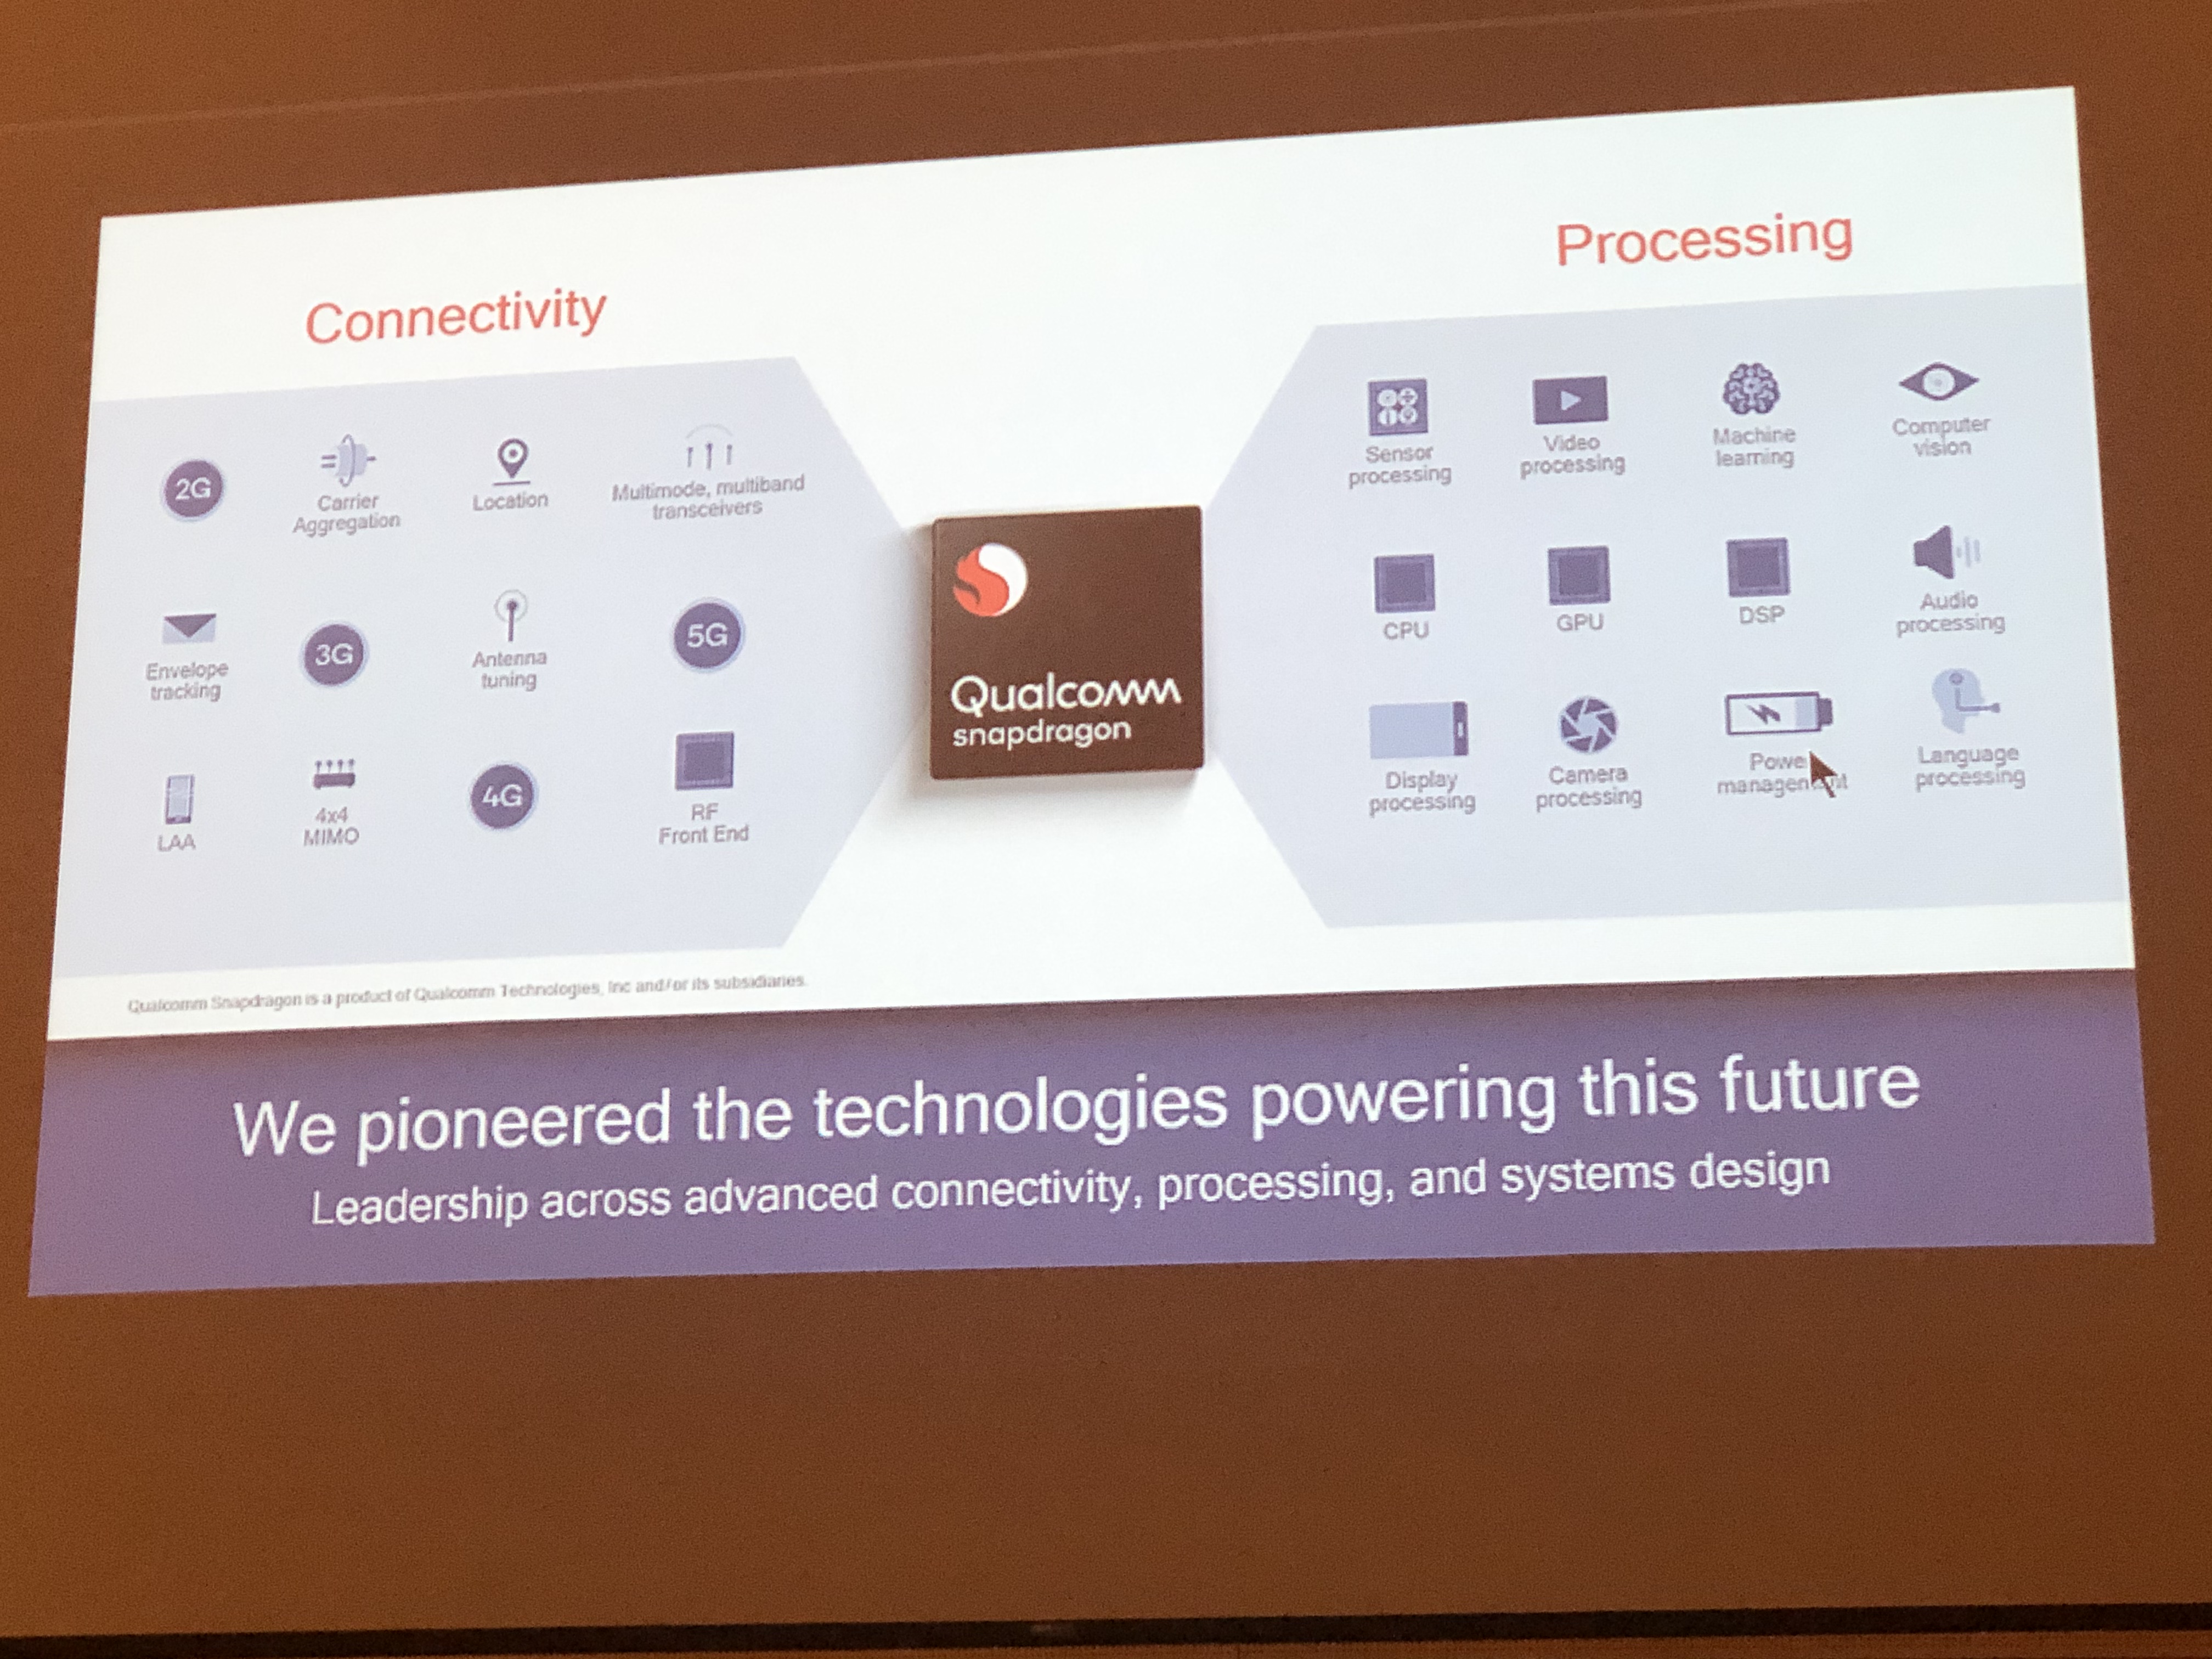 Connectivity
Processing
2G
Carrier
Aggregation
Location
Multimode, multiband
transceivers
Envelope
tracking
3G
Antenna
tuning
5G
LAA
4x4
MIMO
4G
RF
Front End
Qualcomm
snapdragon
Sensor
processing
Video
processing
Machine
learning
Computer
vision
CPU
GPU
DSP
Audio
processing
Display
processing
Camera
processing
Power
management
Language
processing
Qualcomm Snapdragon is a product of Qualcomm Technologies, Inc and/or its subsidiaries.
We pioneered the technologies powering this future
Leadership across advanced connectivity, processing, and systems design